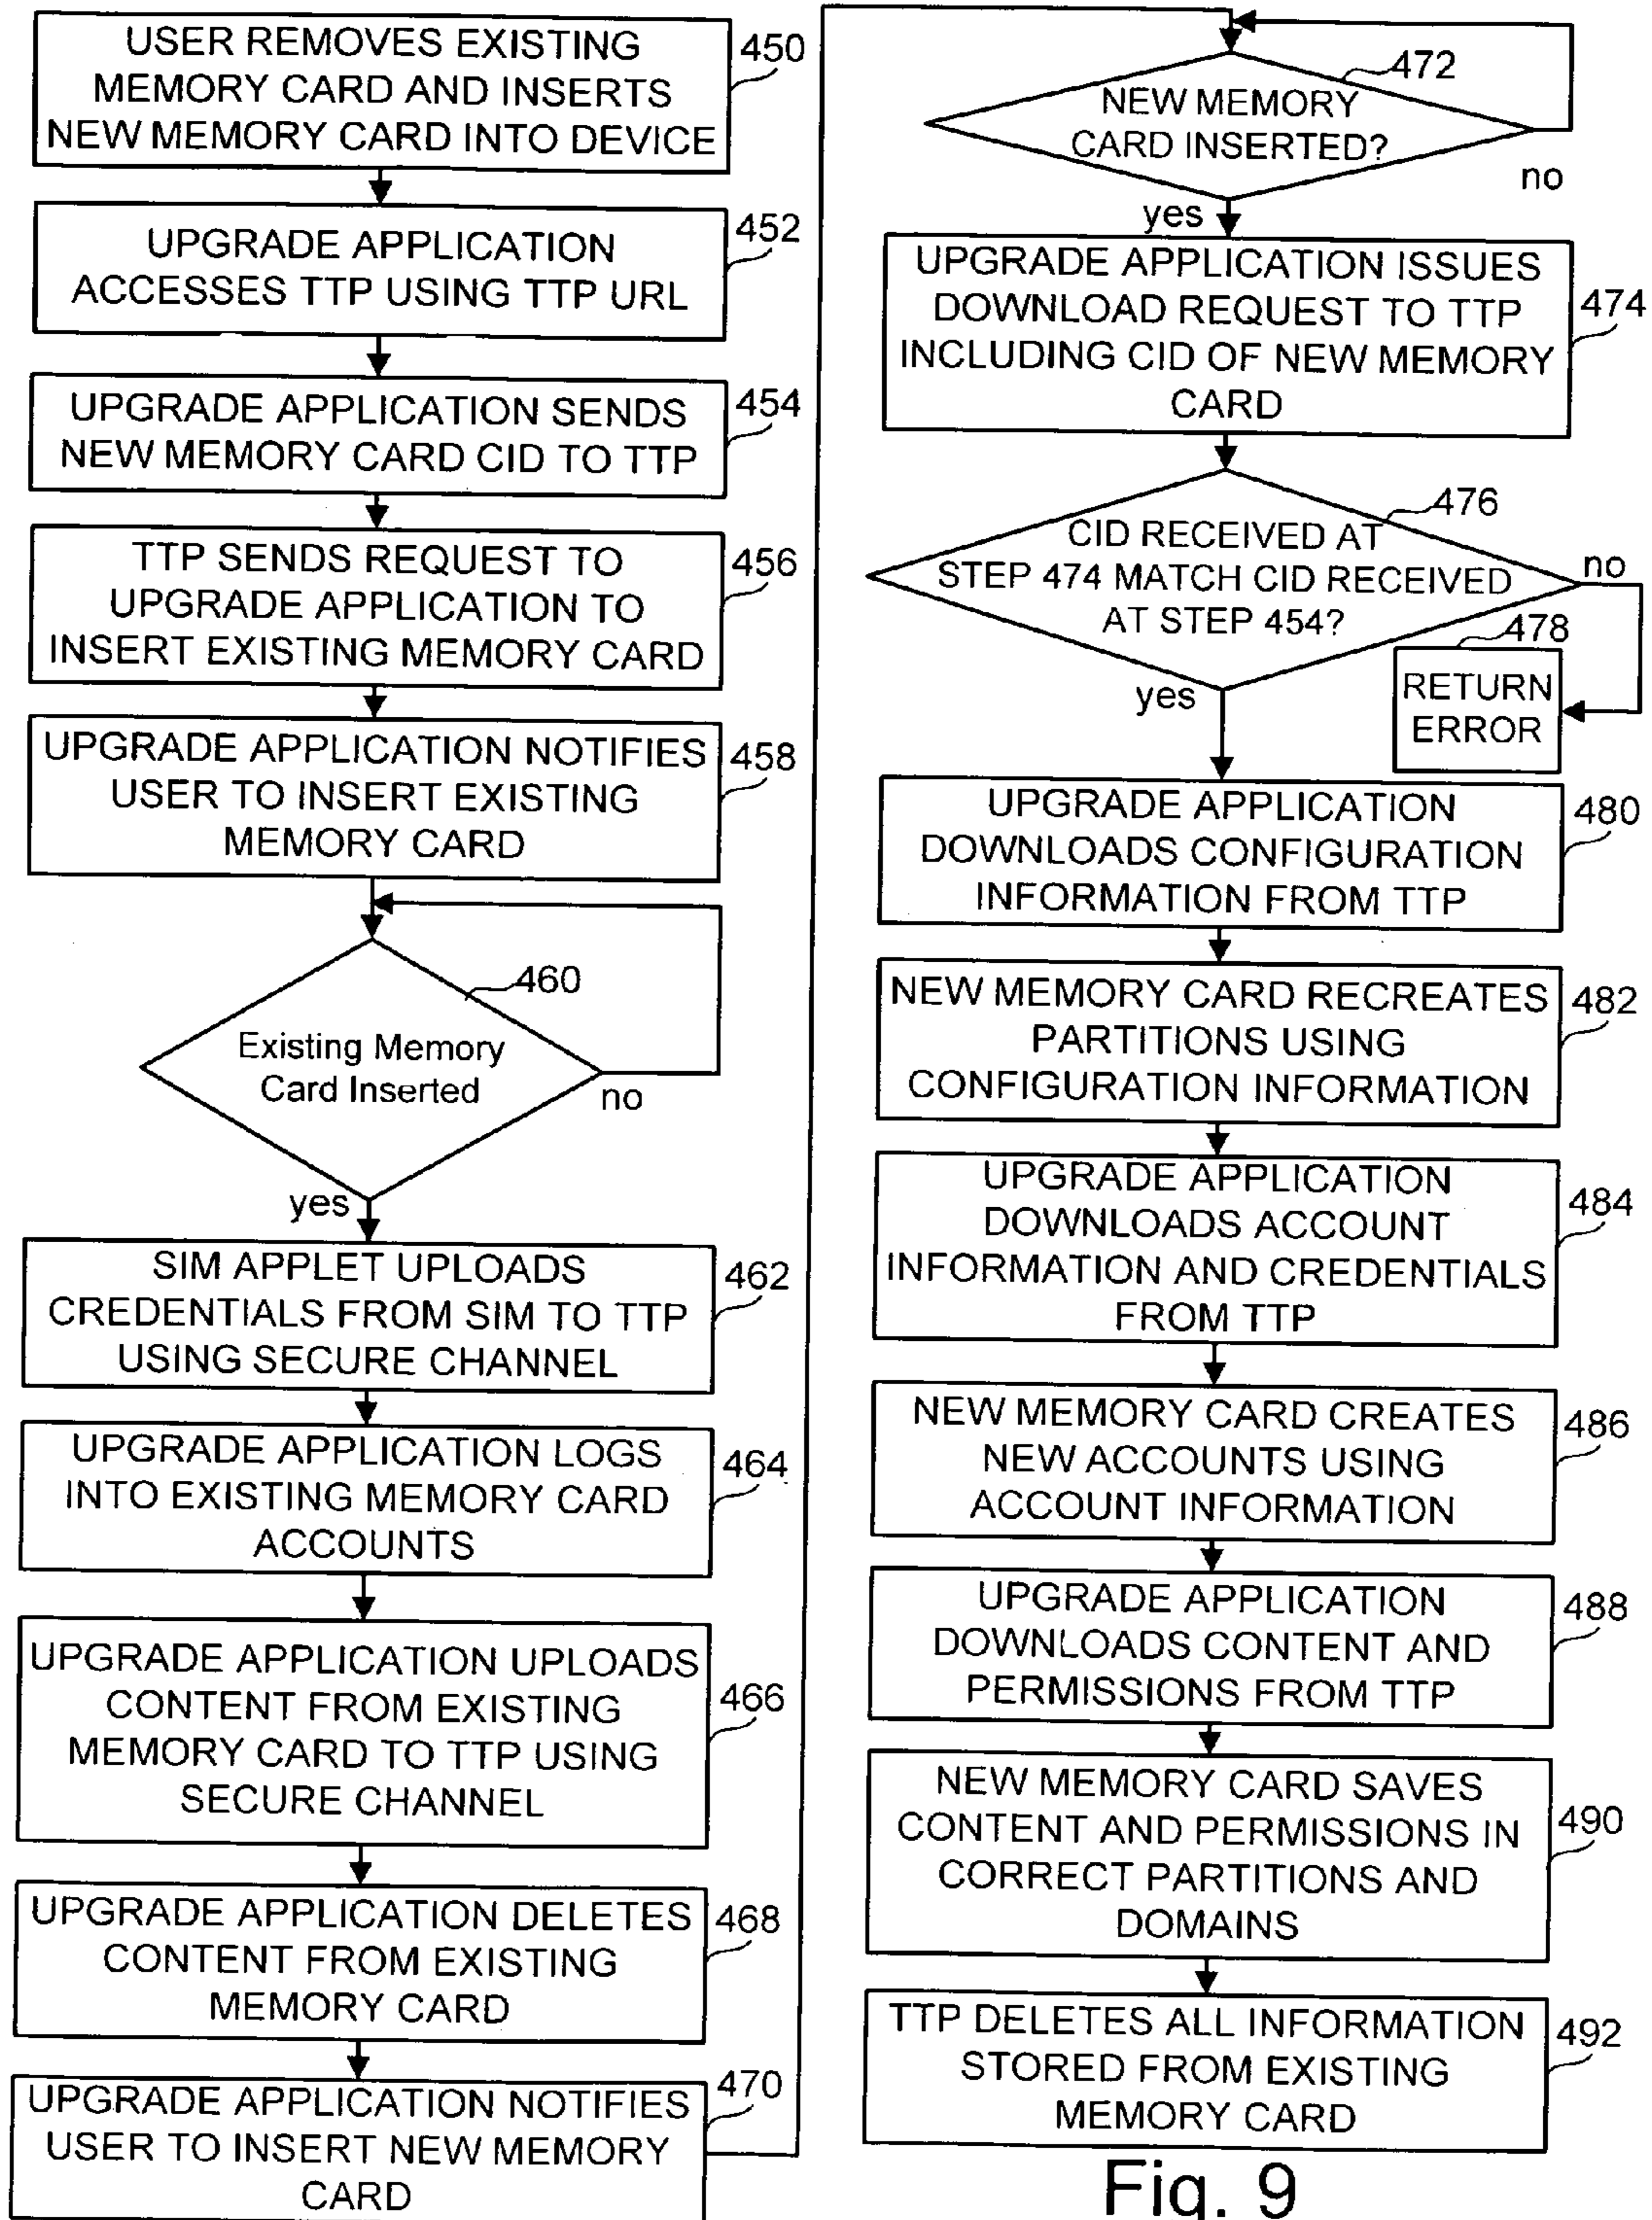 USER REMOVES EXISTING
MEMORY CARD AND INSERTS
NEW MEMORY CARD INTO DEVICE
450
UPGRADE APPLICATION
ACCESSES TTP USING TTP URL
452
UPGRADE APPLICATION SENDS
NEW MEMORY CARD CID TO TTP
454
TTP SENDS REQUEST TO
UPGRADE APPLICATION TO
INSERT EXISTING MEMORY CARD
456
UPGRADE APPLICATION NOTIFIES
USER TO INSERT EXISTING
MEMORY CARD
458
460
Existing Memory
Card Inserted
no
yes
SIM APPLET UPLOADS
CREDENTIALS FROM SIM TO TTP
USING SECURE CHANNEL
462
UPGRADE APPLICATION LOGS
INTO EXISTING MEMORY CARD
ACCOUNTS
464
UPGRADE APPLICATION UPLOADS
CONTENT FROM EXISTING
MEMORY CARD TO TTP USING
SECURE CHANNEL
466
UPGRADE APPLICATION DELETES
CONTENT FROM EXISTING
MEMORY CARD
468
UPGRADE APPLICATION NOTIFIES
USER TO INSERT NEW MEMORY
CARD
470
472
NEW MEMORY
CARD INSERTED?
no
yes
UPGRADE APPLICATION ISSUES
DOWNLOAD REQUEST TO TTP
INCLUDING CID OF NEW MEMORY
CARD
474
476
CID RECEIVED AT
STEP 474 MATCH CID RECEIVED
AT STEP 454?
no
yes
478
RETURN
ERROR
UPGRADE APPLICATION
DOWNLOADS CONFIGURATION
INFORMATION FROM TTP
480
NEW MEMORY CARD RECREATES
PARTITIONS USING
CONFIGURATION INFORMATION
482
UPGRADE APPLICATION
DOWNLOADS ACCOUNT
INFORMATION AND CREDENTIALS
FROM TTP
484
NEW MEMORY CARD CREATES
NEW ACCOUNTS USING
ACCOUNT INFORMATION
486
UPGRADE APPLICATION
DOWNLOADS CONTENT AND
PERMISSIONS FROM TTP
488
NEW MEMORY CARD SAVES
CONTENT AND PERMISSIONS IN
CORRECT PARTITIONS AND
DOMAINS
490
TTP DELETES ALL INFORMATION
STORED FROM EXISTING
MEMORY CARD
492
Fig. 9